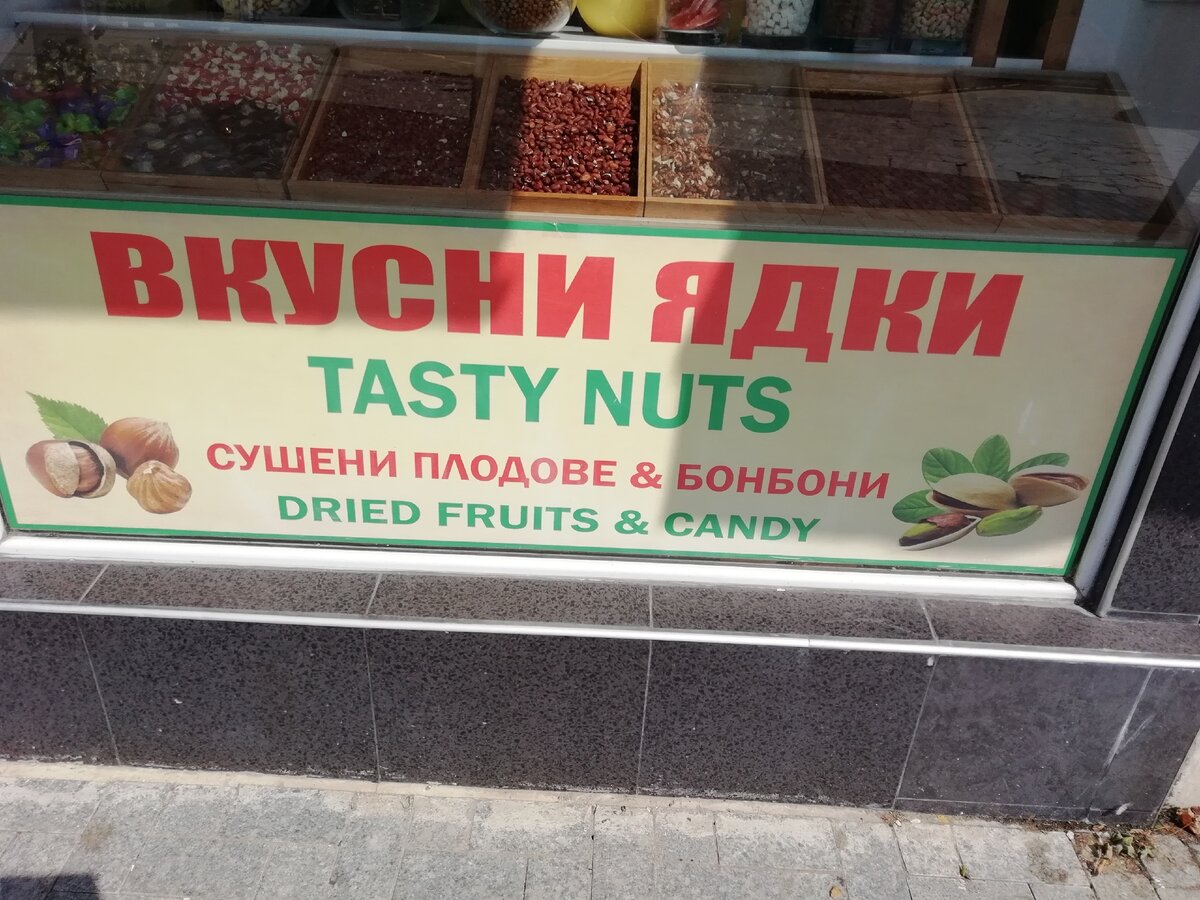 ВКУСНИ ЯДКИ
TASTY NUTS
СУШЕНИ ПЛОДОВЕ & БОНБОНИ
DRIED FRUITS & CANDY